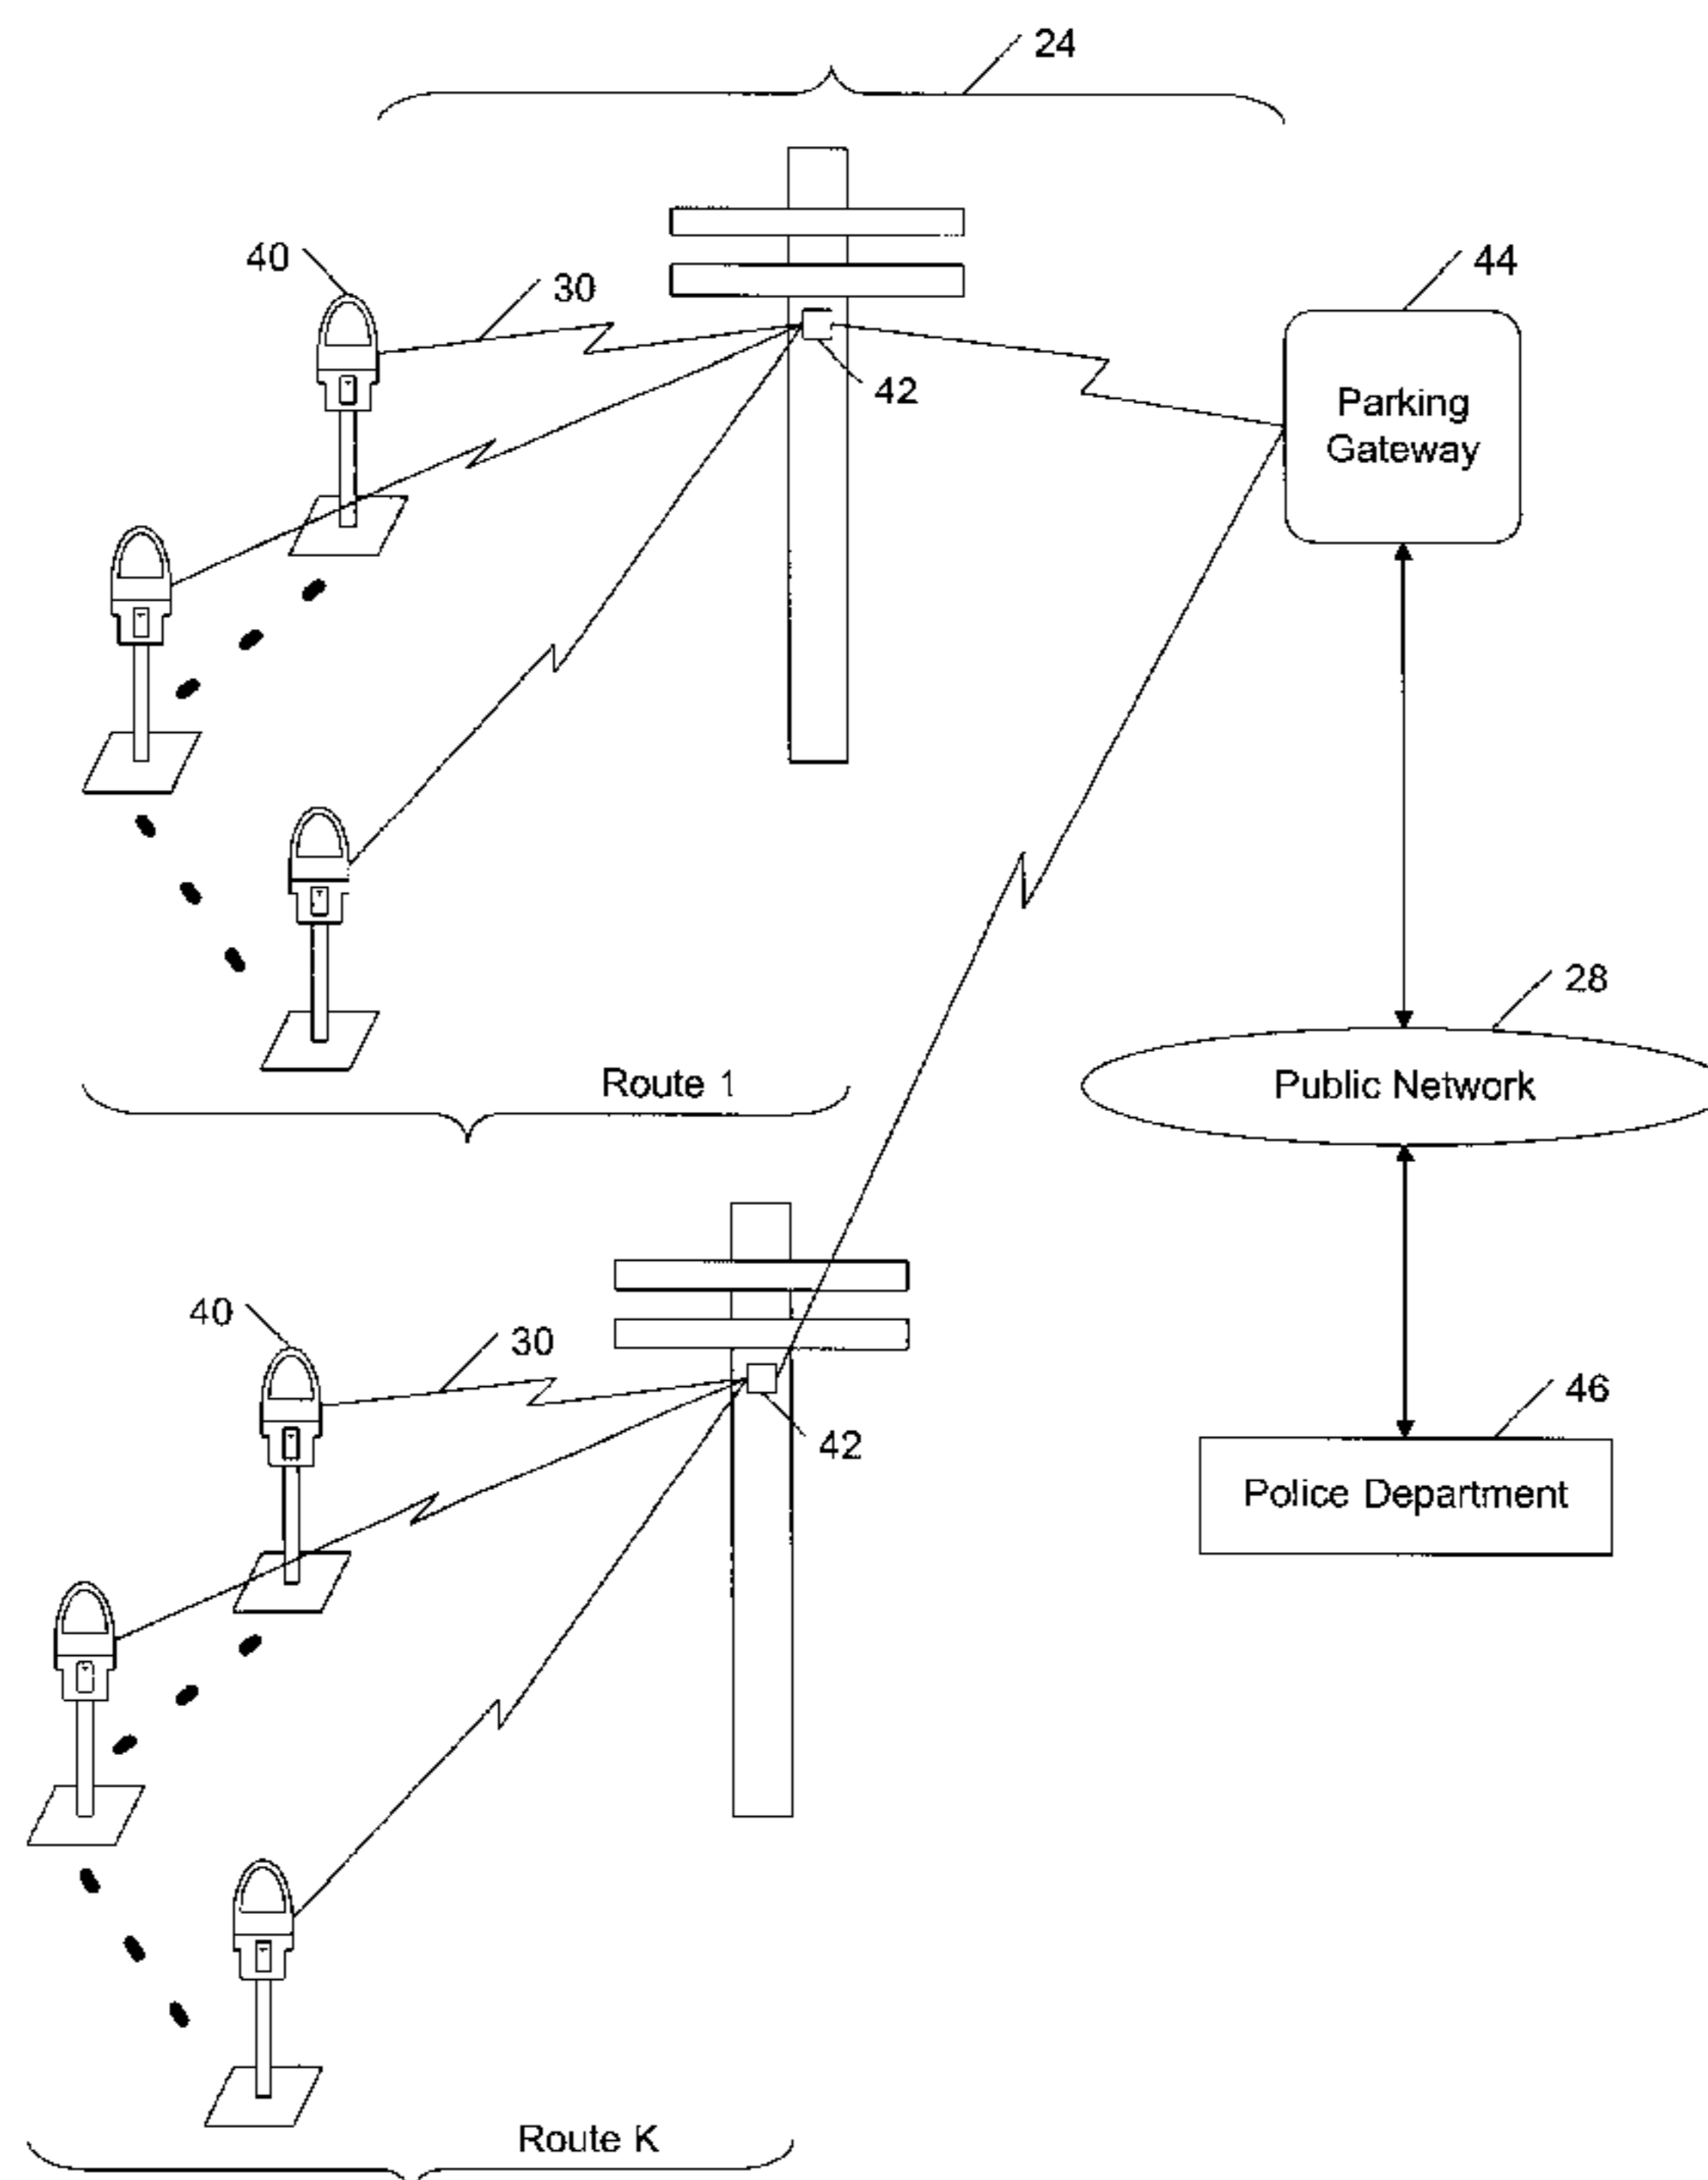 24
40
30
44
42
Parking
Gateway
28
Route 1
Public Network
40
30
46
42
Police Department
Route K